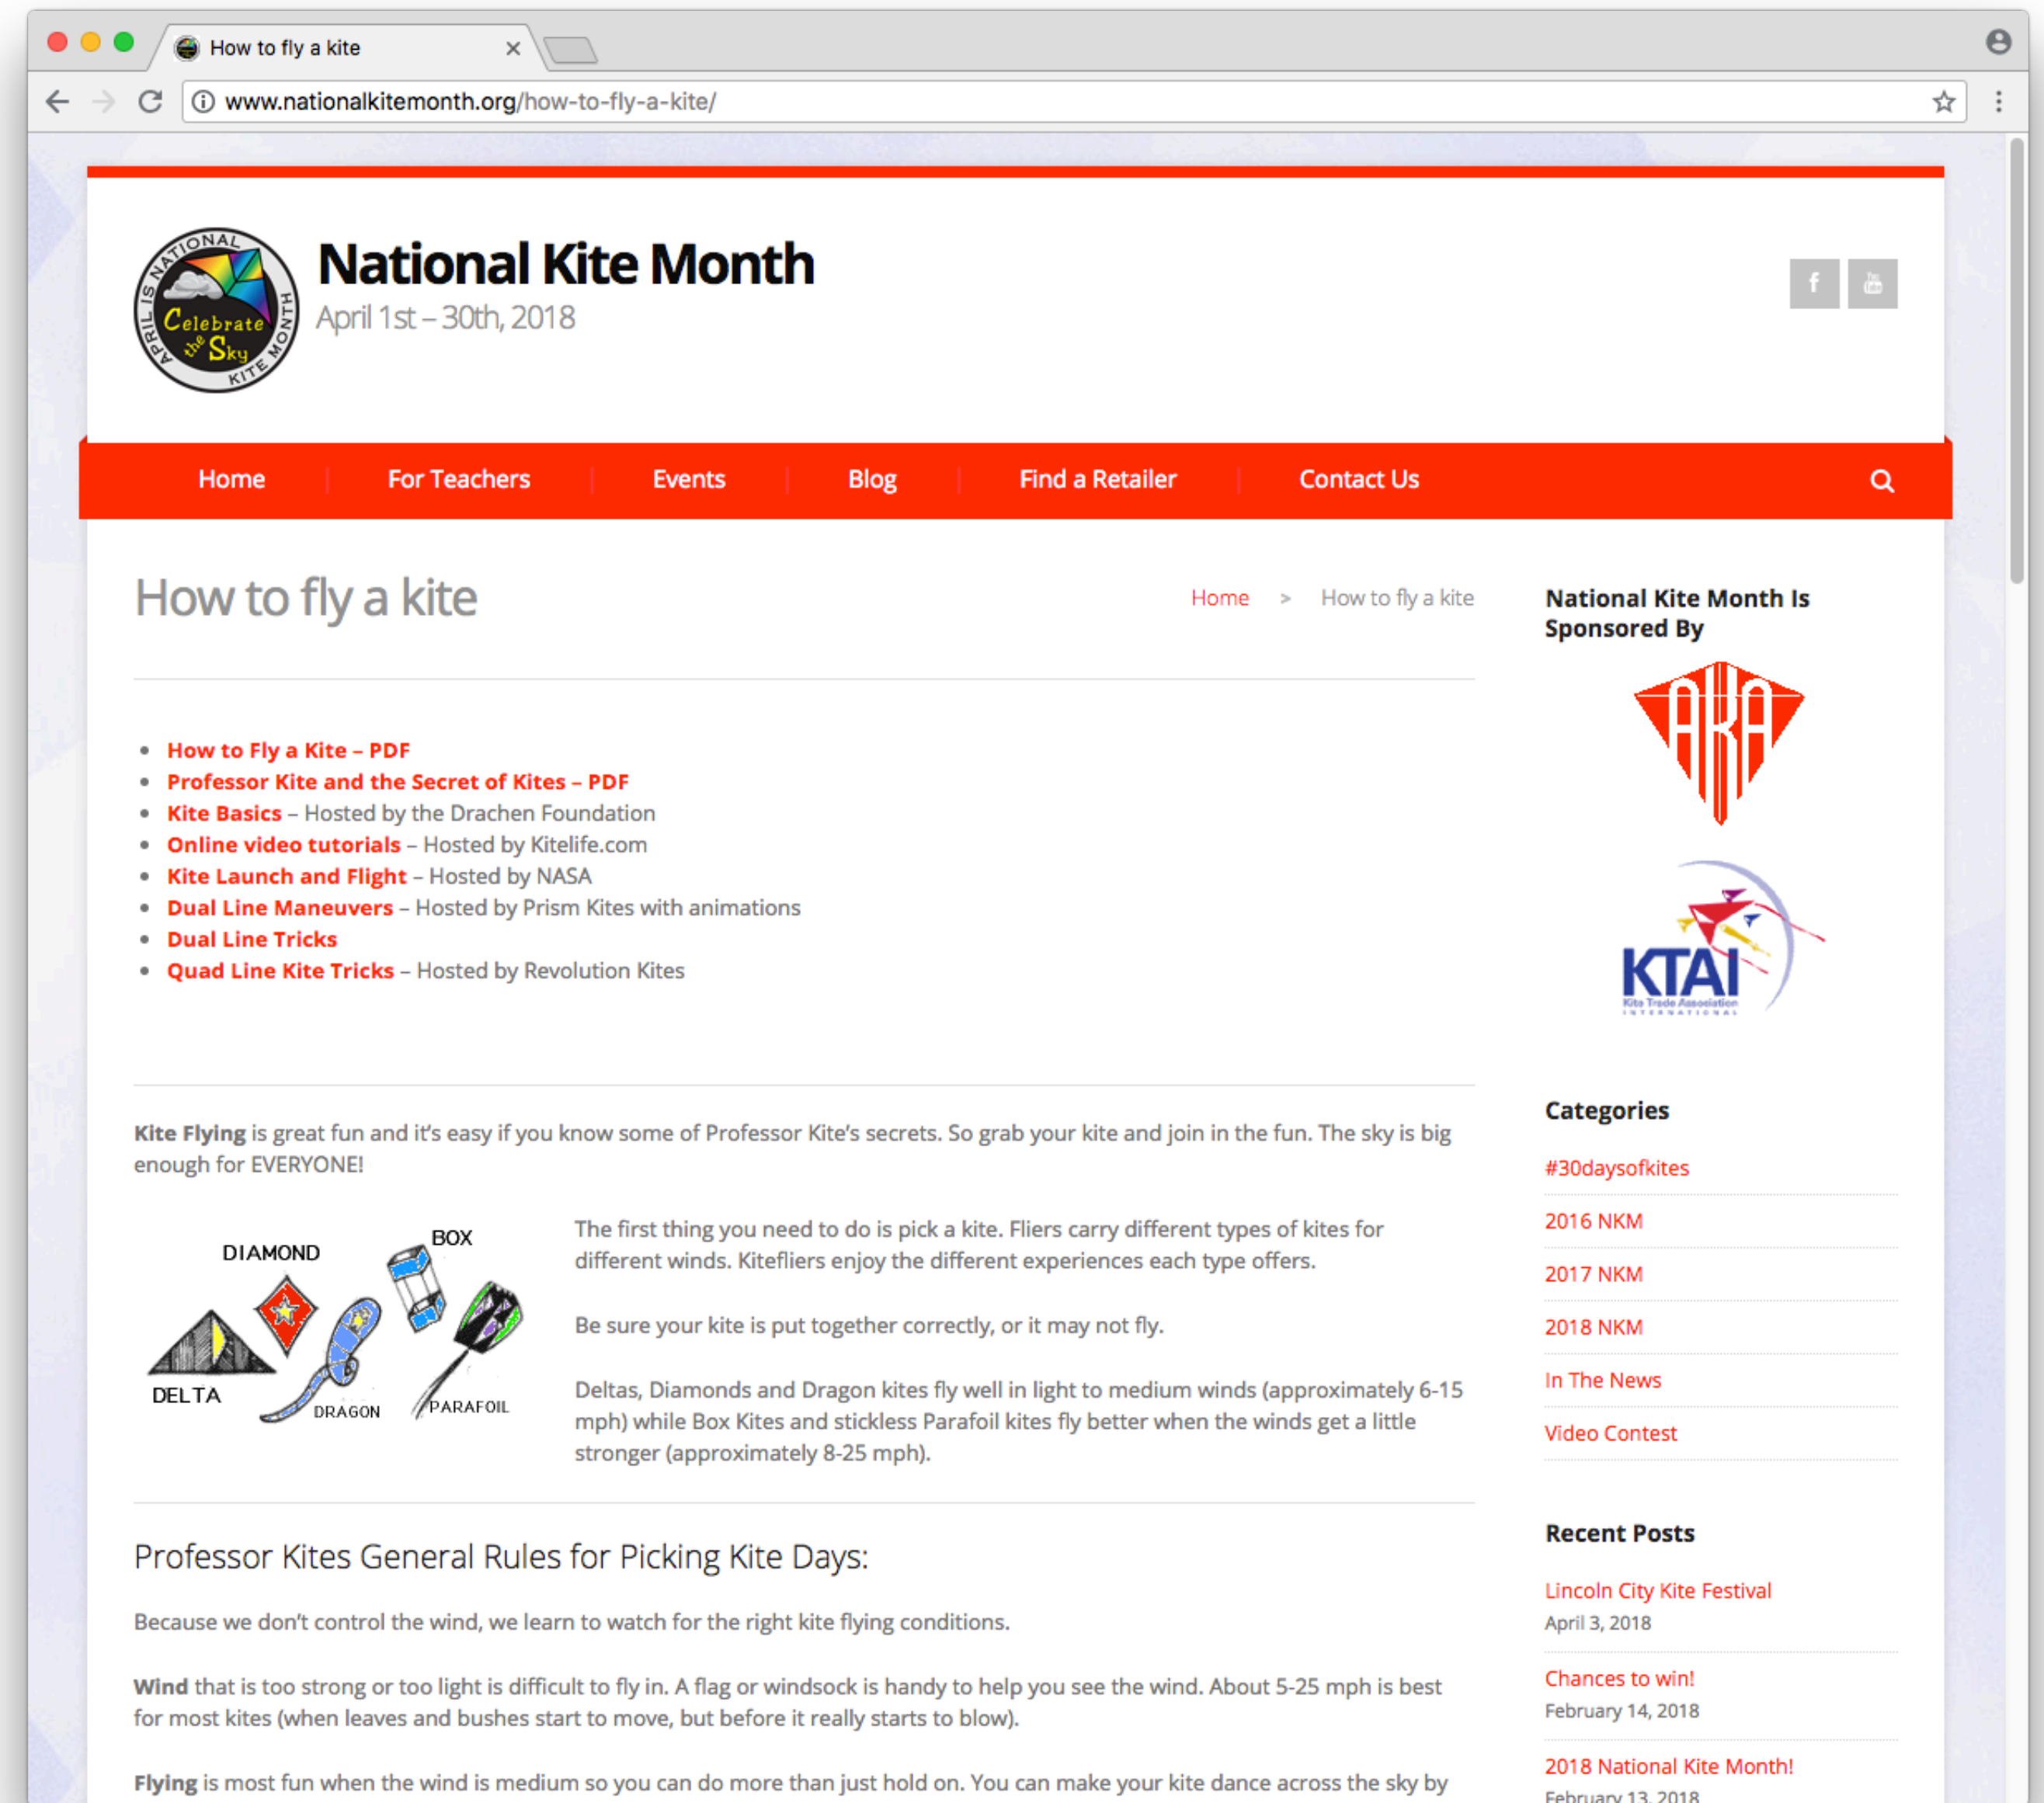 How to fly a kite
www.nationalkitemonth.org/how-to-fly-a-kite/
APRIL IS NATIONAL KITE MONTH
Celebrate
the Sky
National Kite Month
April 1st – 30th, 2018
f
You
Tube
Home
For Teachers
Events
Blog
Find a Retailer
Contact Us
How to fly a kite
Home > How to fly a kite
How to Fly a Kite – PDF
Professor Kite and the Secret of Kites – PDF
Kite Basics – Hosted by the Drachen Foundation
Online video tutorials – Hosted by Kitelife.com
Kite Launch and Flight – Hosted by NASA
Dual Line Maneuvers – Hosted by Prism Kites with animations
Dual Line Tricks
Quad Line Kite Tricks – Hosted by Revolution Kites
Kite Flying is great fun and it's easy if you know some of Professor Kite's secrets. So grab your kite and join in the fun. The sky is big
enough for EVERYONE!
DIAMOND
BOX
DELTA
DRAGON
PARAFOIL
The first thing you need to do is pick a kite. Fliers carry different types of kites for
different winds. Kitefliers enjoy the different experiences each type offers.
Be sure your kite is put together correctly, or it may not fly.
Deltas, Diamonds and Dragon kites fly well in light to medium winds (approximately 6-15
mph) while Box Kites and stickless Parafoil kites fly better when the winds get a little
stronger (approximately 8-25 mph).
Professor Kites General Rules for Picking Kite Days:
Because we don't control the wind, we learn to watch for the right kite flying conditions.
Wind that is too strong or too light is difficult to fly in. A flag or windsock is handy to help you see the wind. About 5-25 mph is best
for most kites (when leaves and bushes start to move, but before it really starts to blow).
Flying is most fun when the wind is medium so you can do more than just hold on. You can make your kite dance across the sky by
National Kite Month Is
Sponsored By
AKA
KTAI
Kite Trade Association
INTERNATIONAL
Categories
#30daysofkites
2016 NKM
2017 NKM
2018 NKM
In The News
Video Contest
Recent Posts
Lincoln City Kite Festival
April 3, 2018
Chances to win!
February 14, 2018
2018 National Kite Month!
February 13, 2018